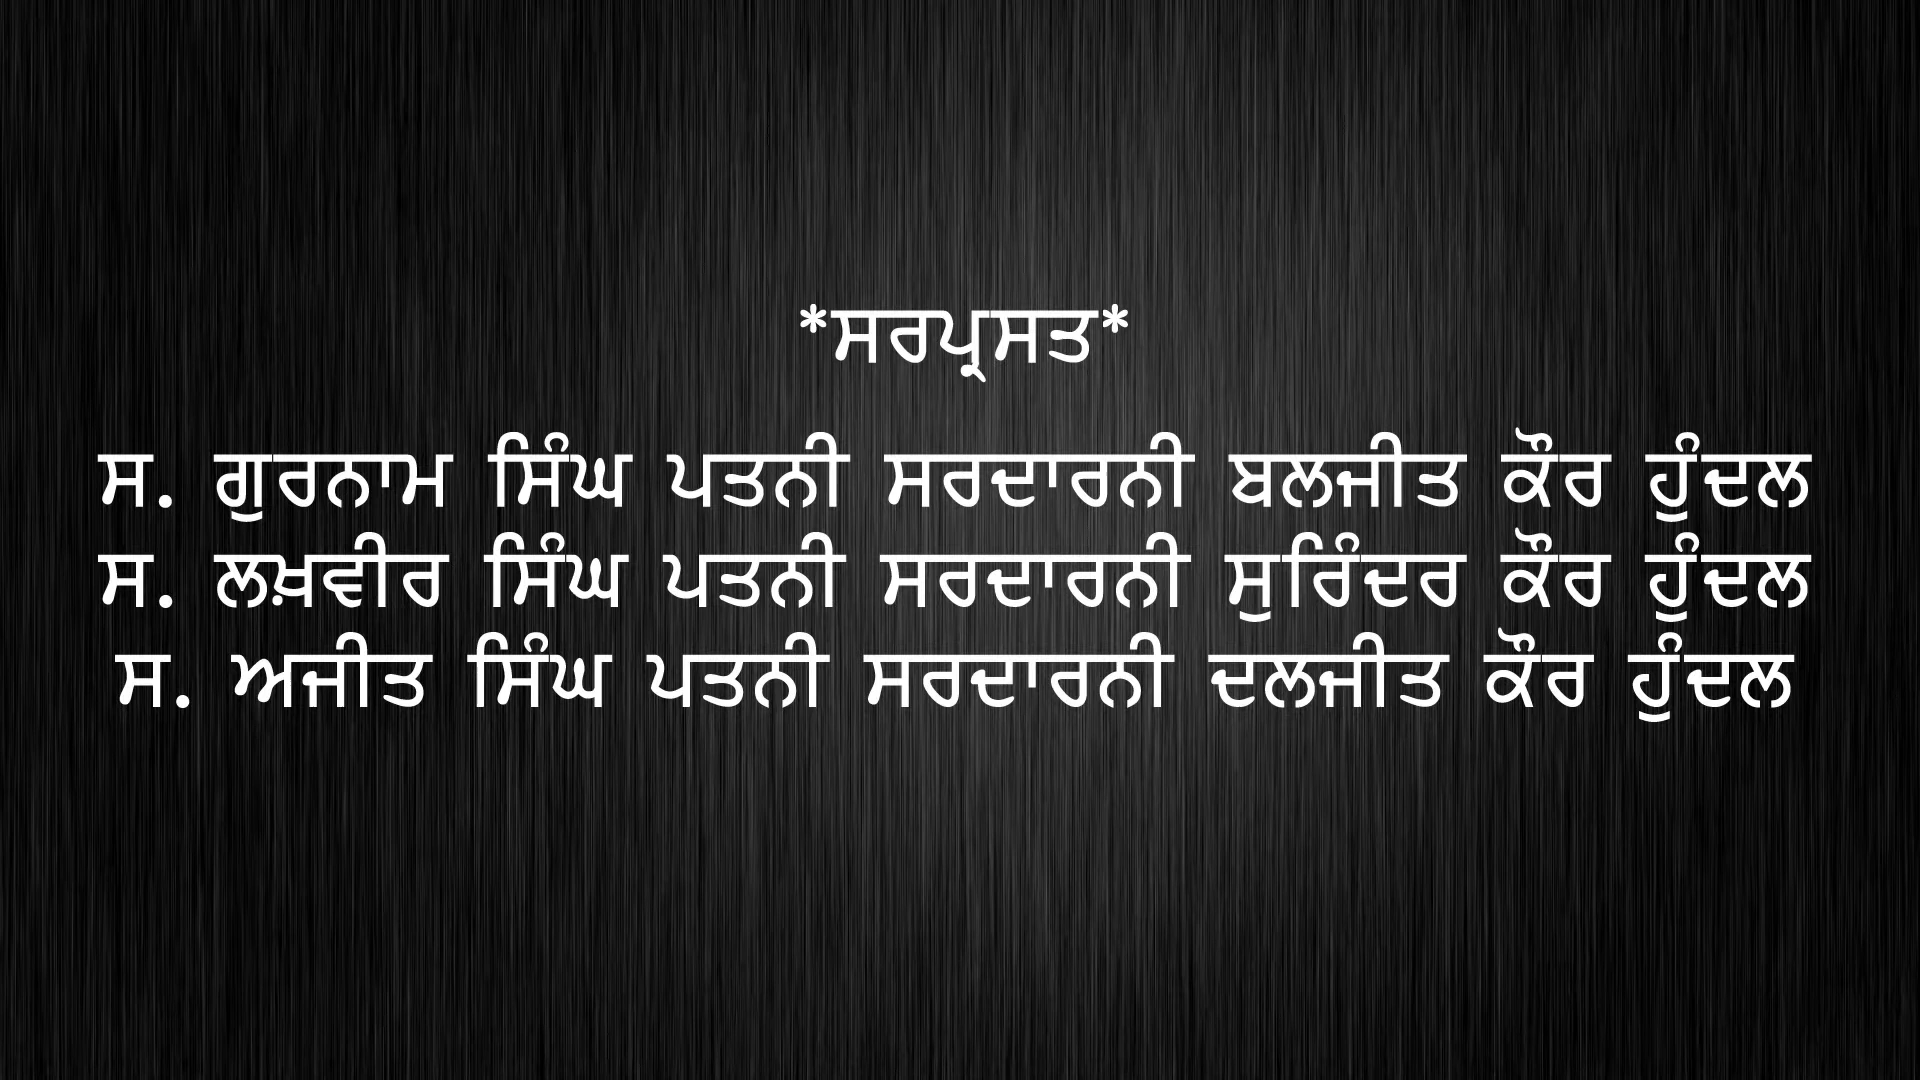 *ਸਰਪ੍ਰਸਤ*
ਸ. ਗੁਰਨਾਮ ਸਿੰਘ ਪਤਨੀ ਸਰਦਾਰਨੀ ਬਲਜੀਤ ਕੌਰ ਹੁੰਦਲ
ਸ. ਲਖ਼ਵੀਰ ਸਿੰਘ ਪਤਨੀ ਸਰਦਾਰਨੀ ਸੁਰਿੰਦਰ ਕੌਰ ਹੁੰਦਲ
ਸ. ਅਜੀਤ ਸਿੰਘ ਪਤਨੀ ਸਰਦਾਰਨੀ ਦਲਜੀਤ ਕੌਰ ਹੁੰਦਲ